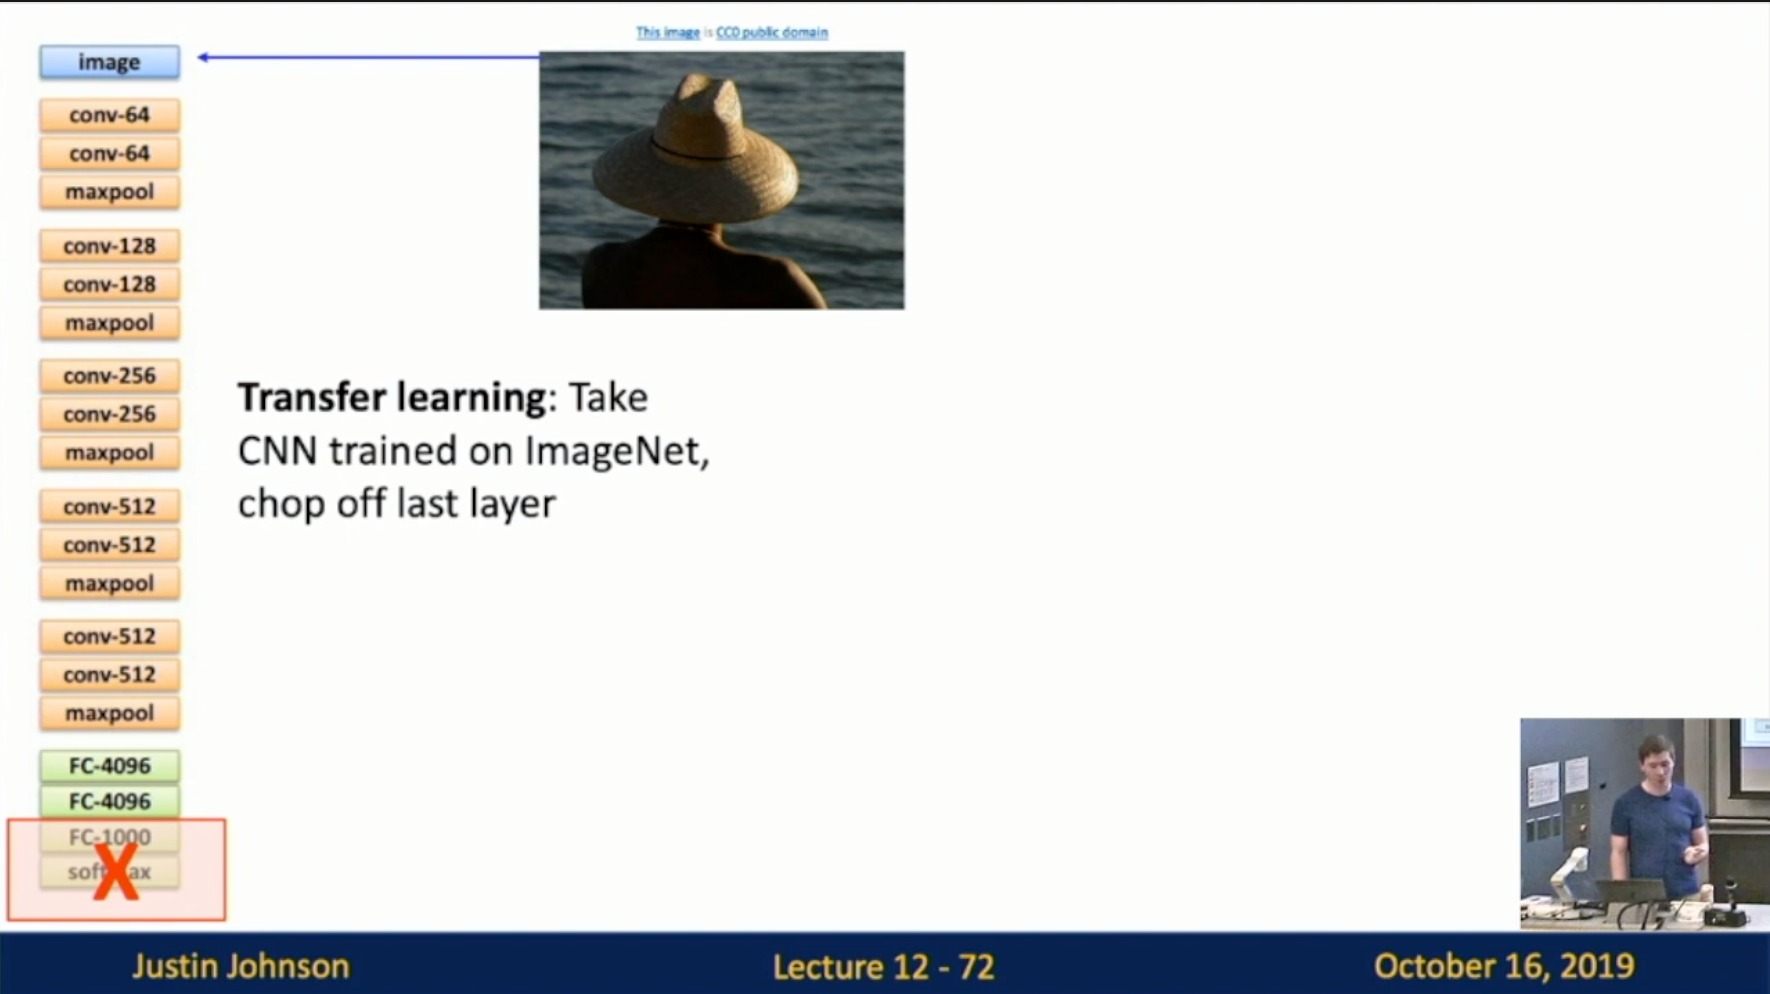 This image is CC0 public domain
image
conv-64
conv-64
maxpool
conv-128
conv-128
maxpool
conv-256
conv-256
maxpool
conv-512
conv-512
maxpool
conv-512
conv-512
maxpool
FC-4096
FC-4096
FC-1000
X
Transfer learning: Take
CNN trained on ImageNet,
chop off last layer
Justin Johnson
Lecture 12 - 72
October 16, 2019